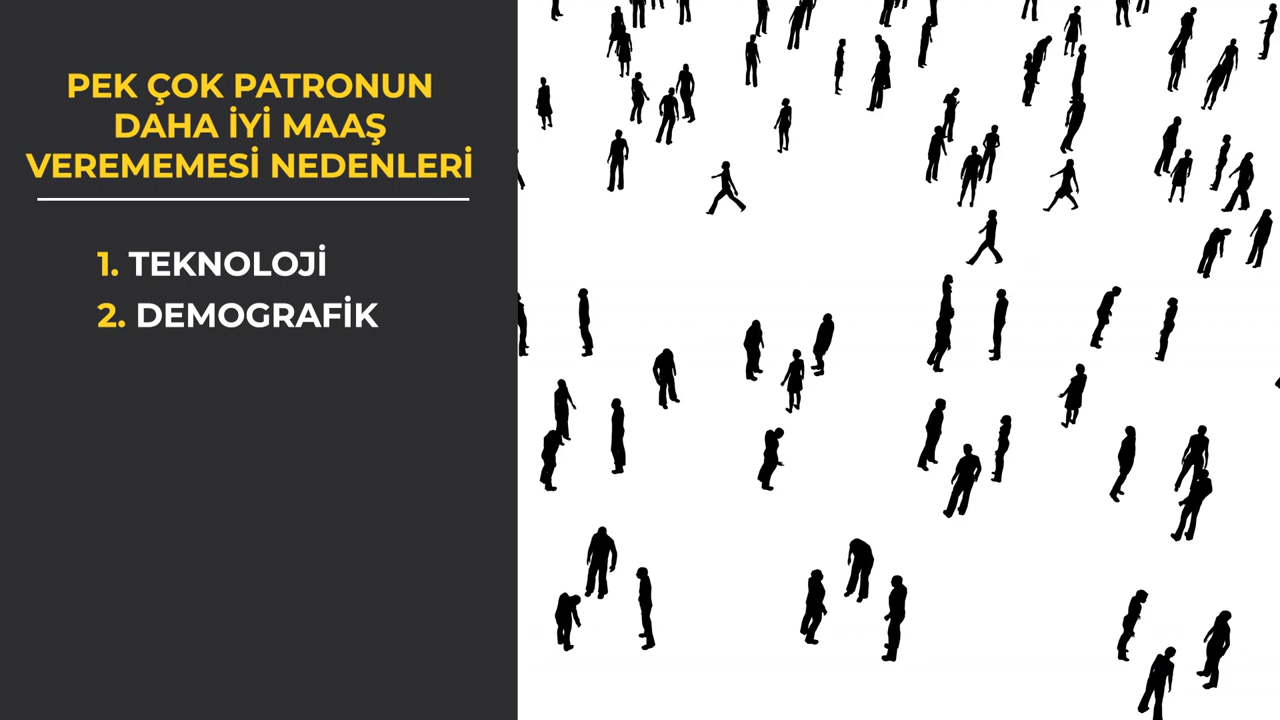 PEK ÇOK PATRONUN
DAHA İYİ MAAŞ
VEREMEMESİ NEDENLERİ
1. TEKNOLOJİ
2. DEMOGRAFİK